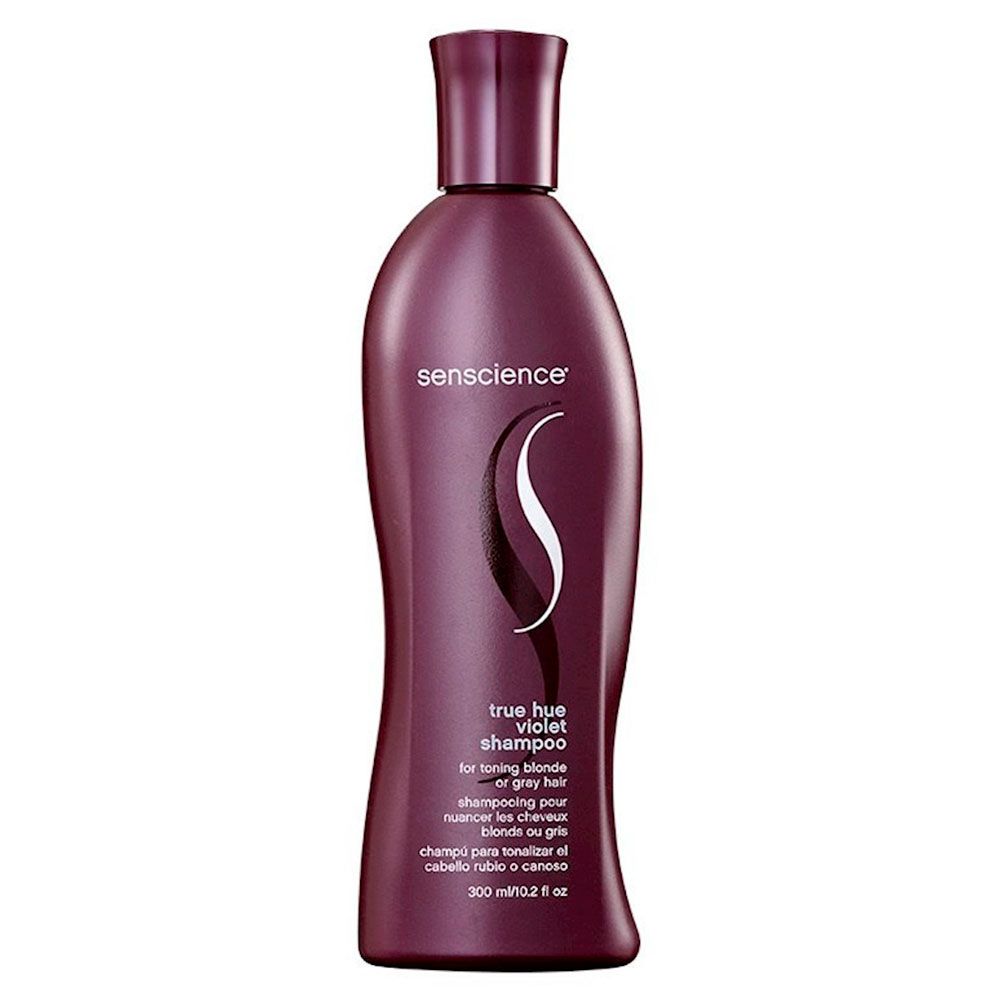 senscience®
true hue
violet
shampoo
for toning blonde
or gray hair
shampooing pour
nuancer les cheveux
blonds ou gris
champú para tonalizar el
cabello rubio o canoso
300 ml/10.2 fl oz